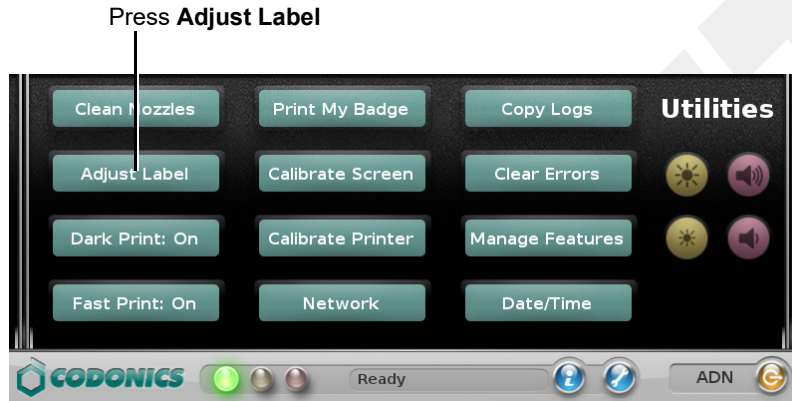 Press Adjust Label
Clean Nozzles Print My Badge Copy Logs Utilities
Adjust Label Calibrate Screen Clear Errors
Dark Print: On Calibrate Printer Manage Features
Fast Print: On Network Date/Time
CODONICS Ready ADN